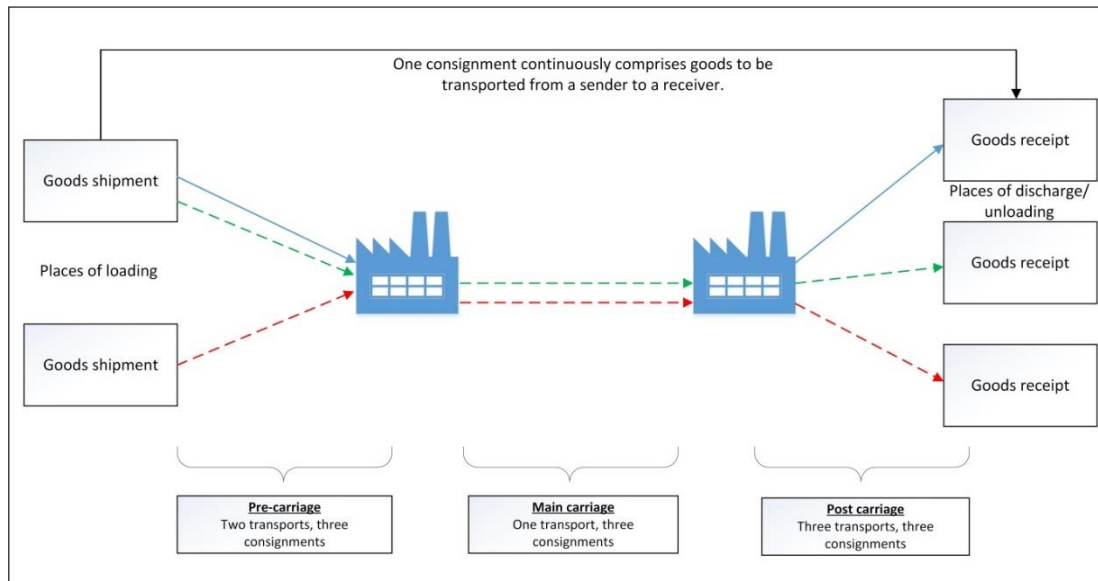 One consignment continuously comprises goods to be
transported from a sender to a receiver.
Goods shipment
Goods receipt
Places of discharge/
unloading
Places of loading
Goods receipt
Goods shipment
Goods receipt
Pre-carriage
Two transports, three
consignments
Main carriage
One transport, three
consignments
Post carriage
Three transports, three
consignments